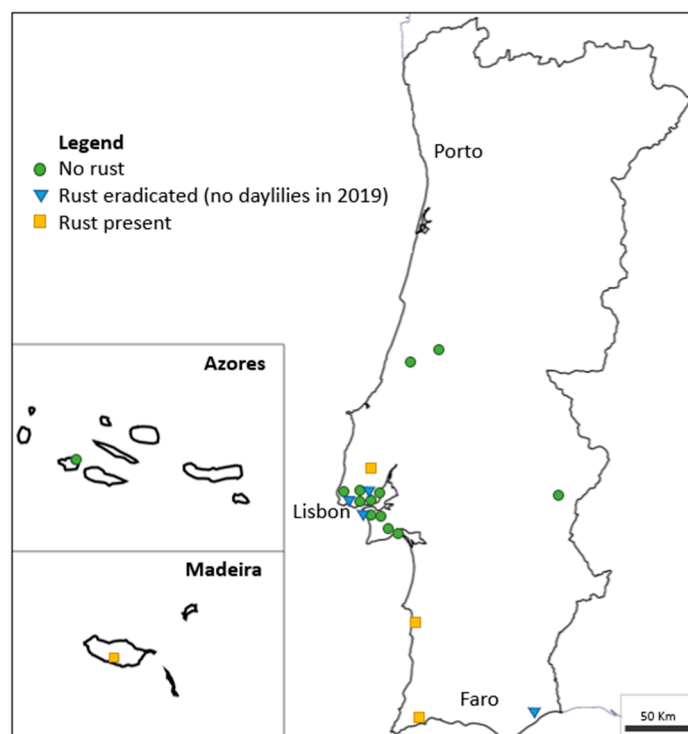 Porto
Legend
No rust
Rust eradicated (no daylilies in 2019)
Rust present
Azores
Lisbon
Madeira
Faro
50 Km